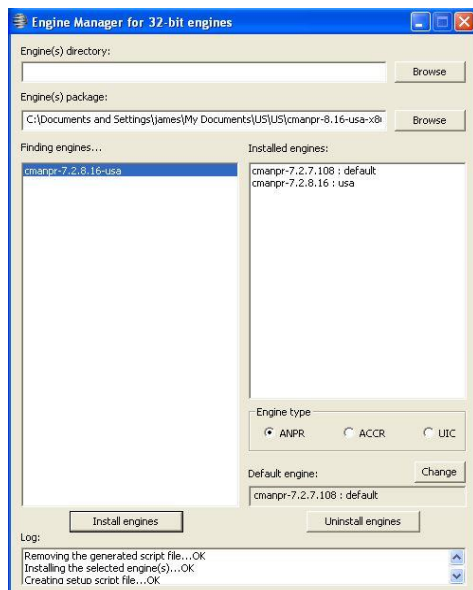 Engine Manager for 32-bit engines
Engine(s) directory:
Browse
Engine(s) package:
C:\Documents and Settings\james\My Documents\US\US\cmanpr-8.16-usa-x8
Browse
Finding engines...
Installed engines:
cmanpr-7.2.8.16-usa
cmanpr-7.2.7.108 : default
cmanpr-7.2.8.16 : usa
Engine type
ANPR
ACCR
UIC
Default engine:
Change
cmanpr-7.2.7.108 : default
Install engines
Uninstall engines
Log:
Removing the generated script file...OK
Installing the selected engine(s)...OK
Creating setup script file...OK